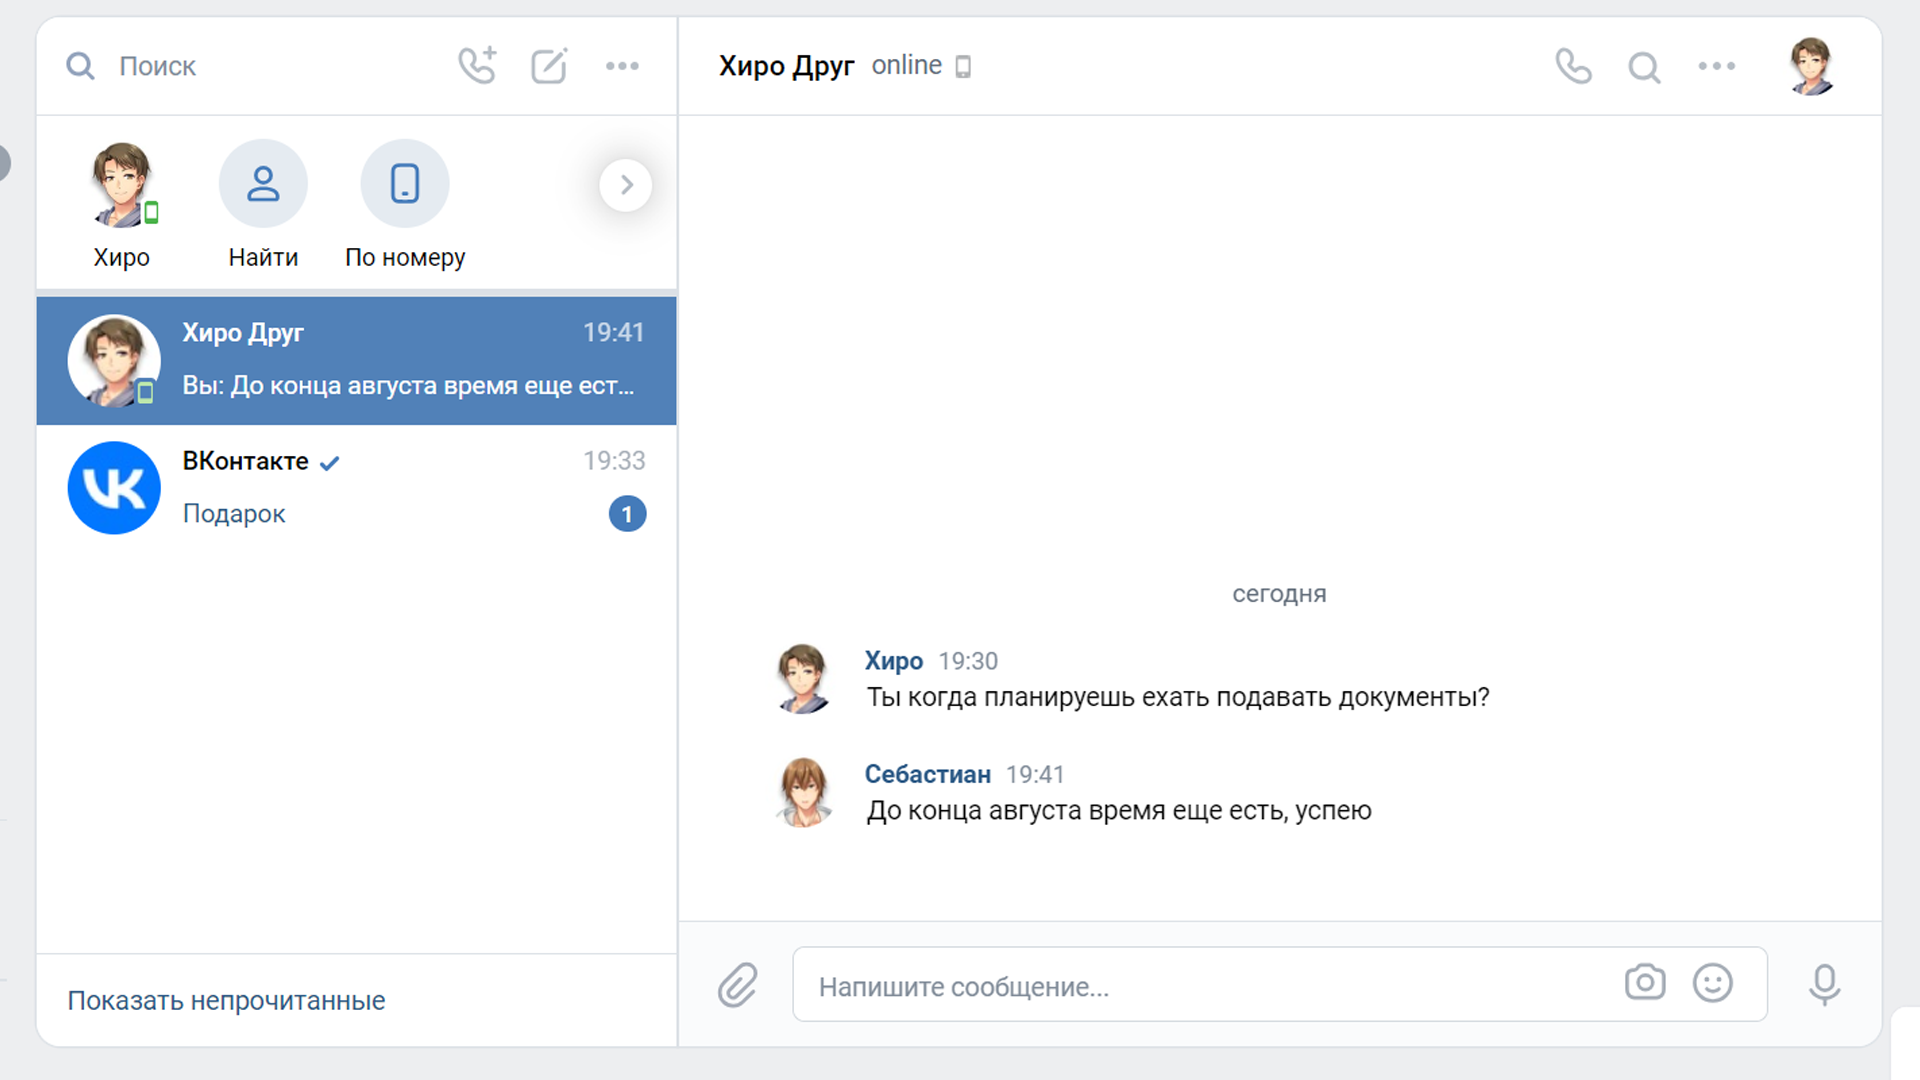 Поиск
Хиро Друг online
Хиро
Найти
По номеру
Хиро Друг 19:41
Вы: До конца августа время еще ест...
ВКонтакте 19:33
Подарок 1
сегодня
Хиро 19:30
Ты когда планируешь ехать подавать документы?
Себастиан 19:41
До конца августа время еще есть, успею
Показать непрочитанные
Напишите сообщение...